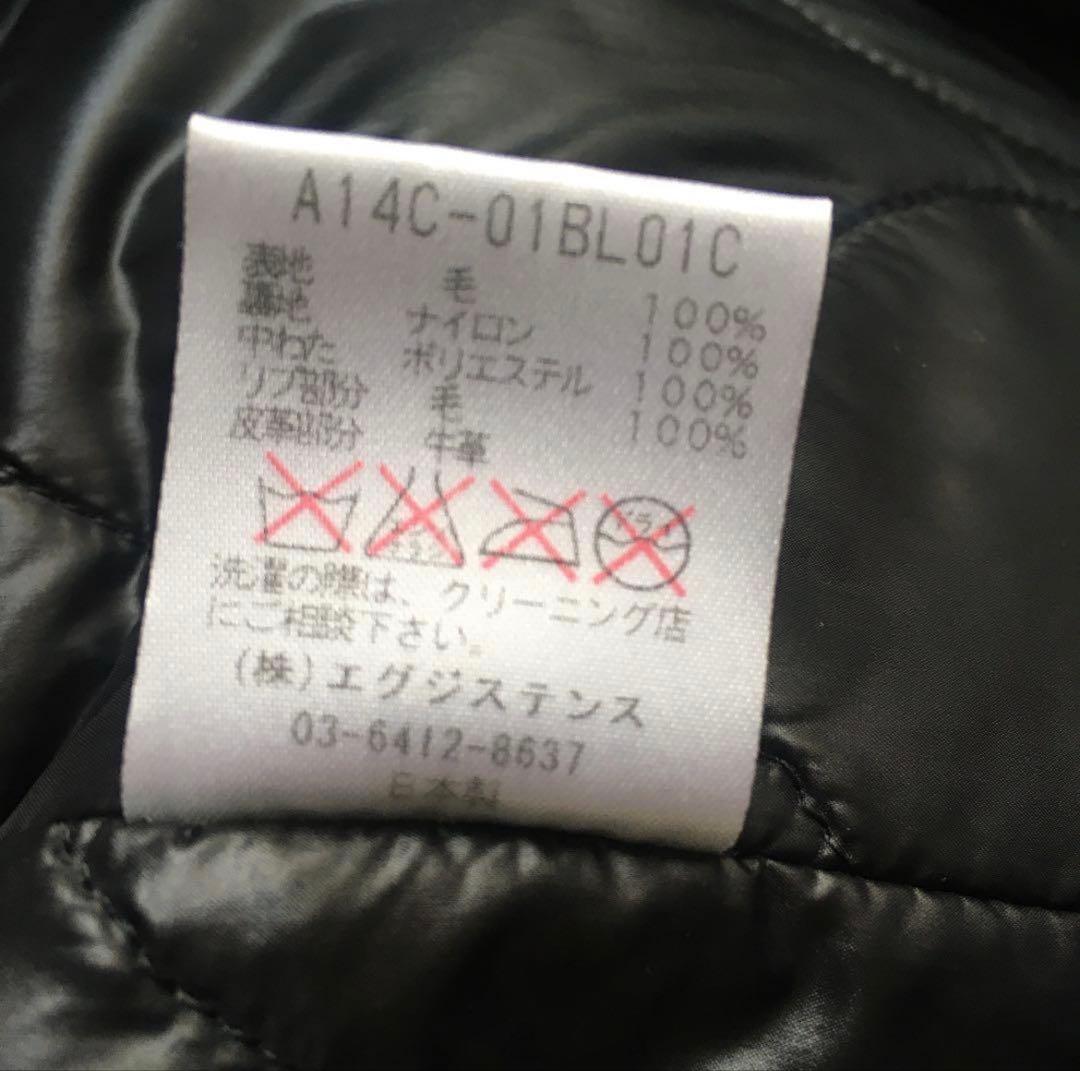 A14C-01BL01C
表地 毛 100%
裏地 ナイロン 100%
中わた ポリエステル 100%
リブ部分 毛 100%
皮革部分 牛革
ドライ
洗濯の際は、クリーニング店
にご相談下さい。
(株)エグジステンス
03-6412-8637
日本製